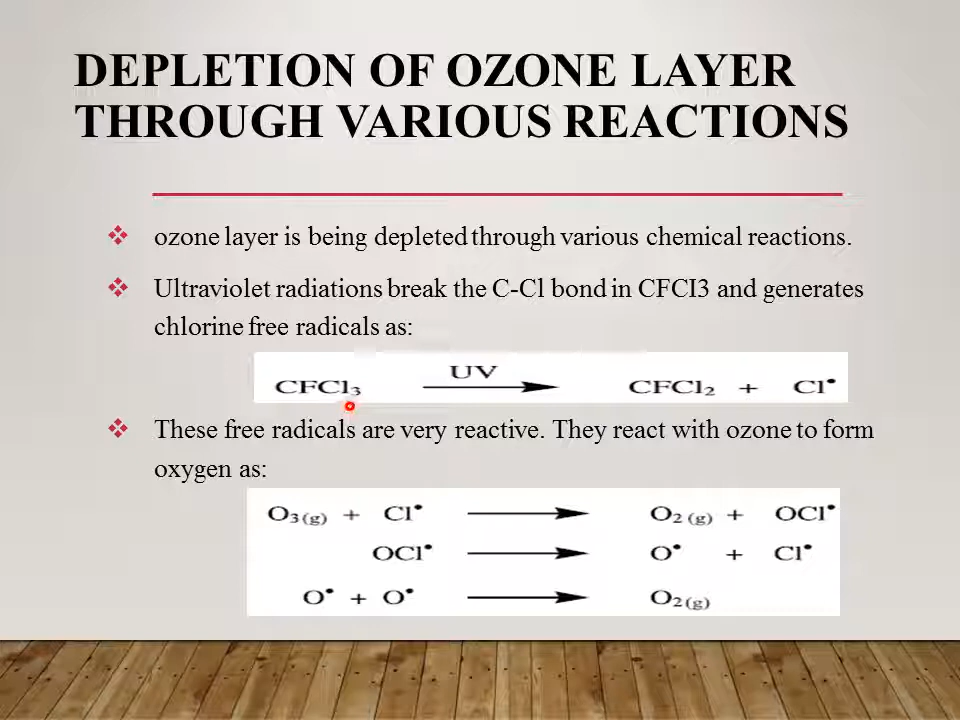 DEPLETION OF OZONE LAYER
THROUGH VARIOUS REACTIONS
❖ ozone layer is being depleted through various chemical reactions.
❖ Ultraviolet radiations break the C-Cl bond in CFCI3 and generates
chlorine free radicals as:
CFCl₃ —UV→ CFCl₂ + Cl•
❖ These free radicals are very reactive. They react with ozone to form
oxygen as:
O₃(g) + Cl• → O₂(g) + OCl•
OCl• → O• + Cl•
O• + O• → O₂(g)